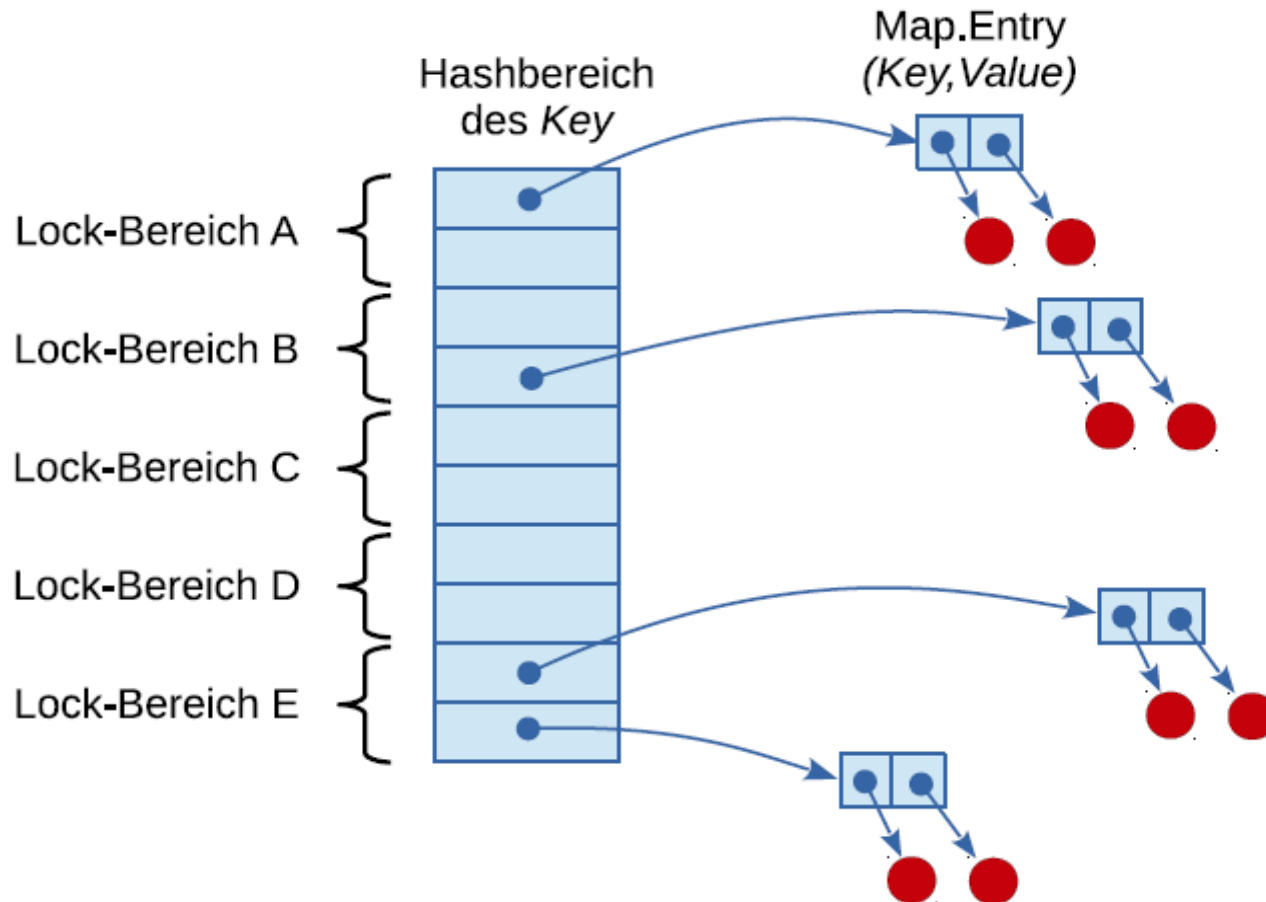 Map.Entry
(Key,Value)
Hashbereich
des Key
Lock-Bereich A
Lock-Bereich B
Lock-Bereich C
Lock-Bereich D
Lock-Bereich E